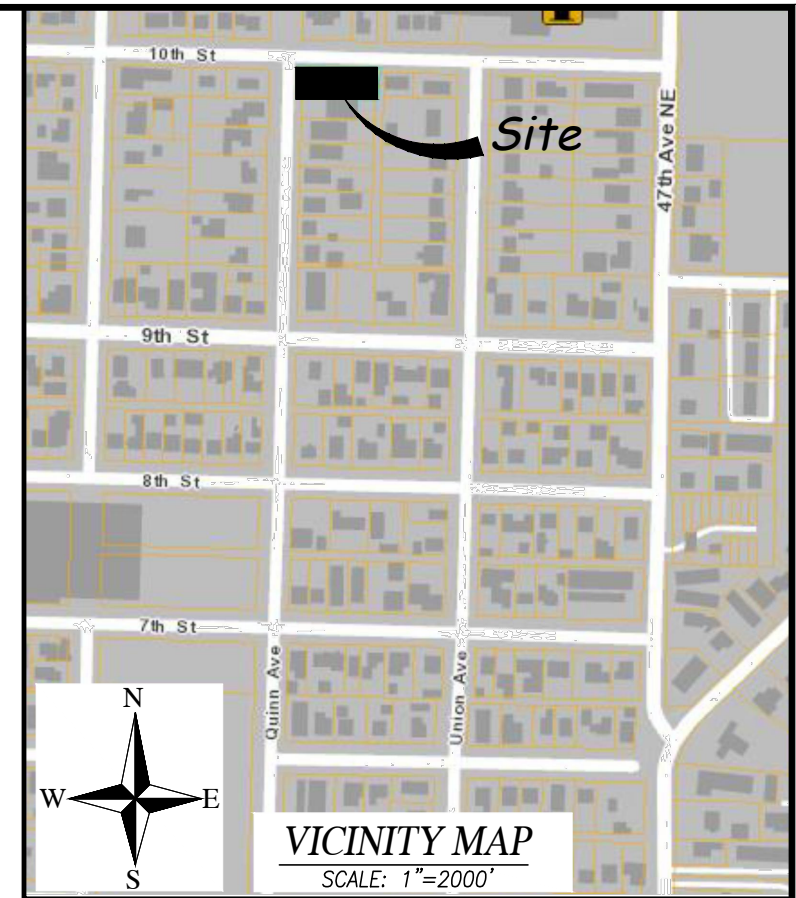 10th St
Site
47th Ave NE
9th St
8th St
7th St
Quinn Ave
Union Ave
N
W
E
S
VICINITY MAP
SCALE: 1"=2000'